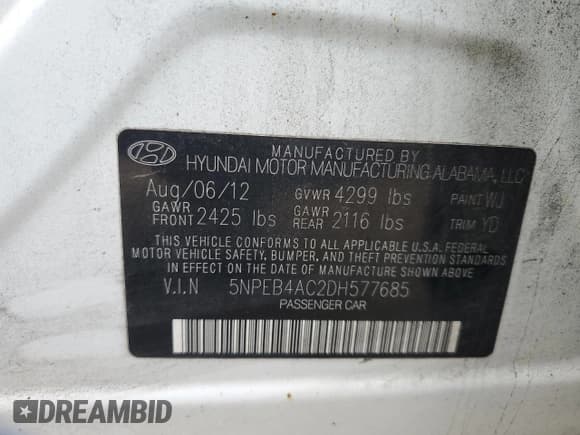 MANUFACTURED BY
HYUNDAI MOTOR MANUFACTURING ALABAMA, LLC
Aug/06/12 GVWR 4299 lbs PAINT WJ
GAWR FRONT 2425 lbs GAWR REAR 2116 lbs TRIM YD
THIS VEHICLE CONFORMS TO ALL APPLICABLE U.S.A. FEDERAL
MOTOR VEHICLE SAFETY, BUMPER, AND THEFT PREVENTION STANDARDS
IN EFFECT ON THE DATE OF MANUFACTURE SHOWN ABOVE
V.I.N 5NPEB4AC2DH577685
PASSENGER CAR
DREAMBID